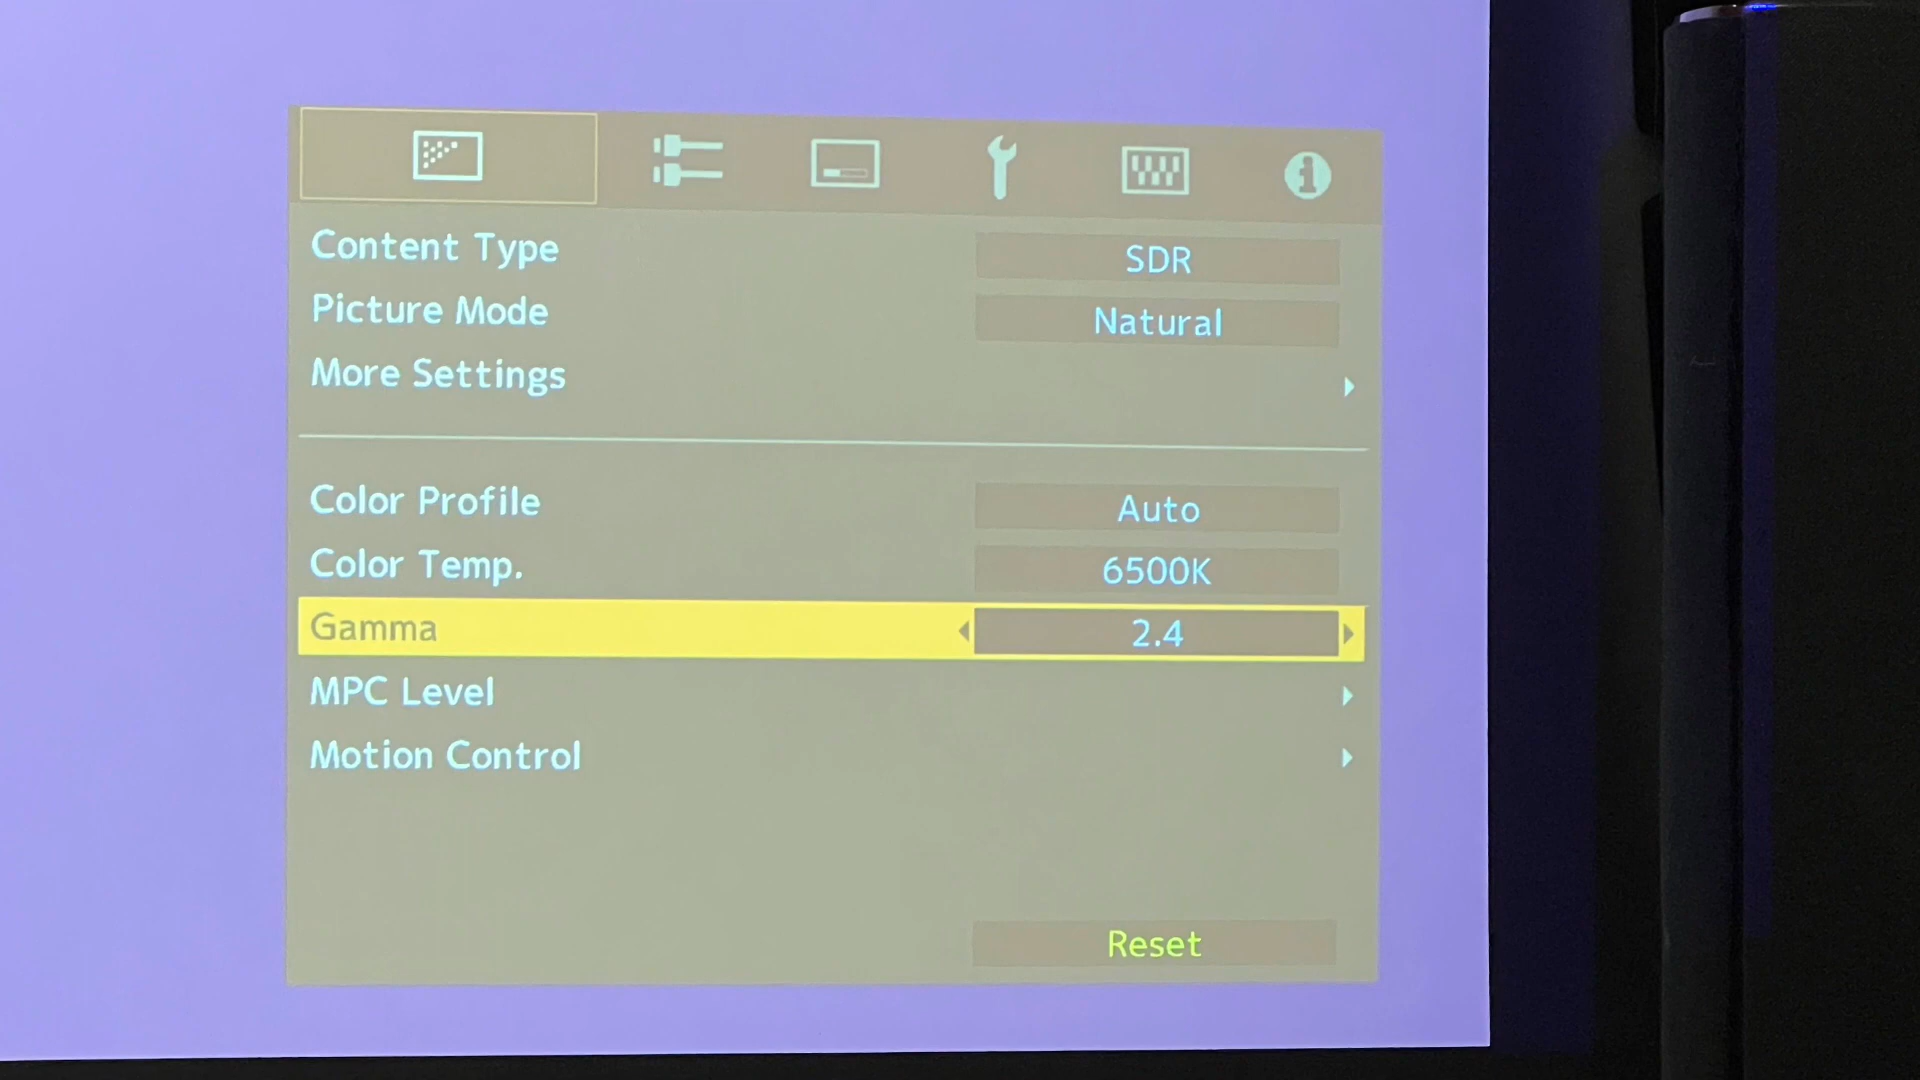 Content Type SDR
Picture Mode Natural
More Settings
Color Profile Auto
Color Temp. 6500K
Gamma 2.4
MPC Level
Motion Control
Reset